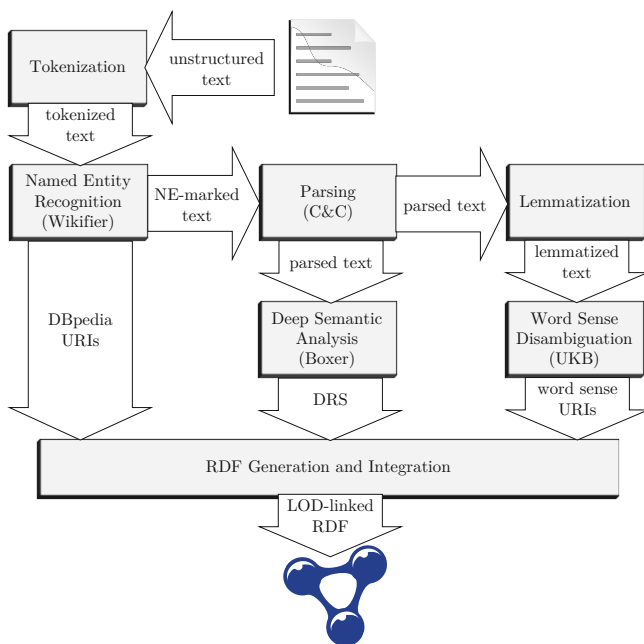 Tokenization
unstructured
text
tokenized
text
Named Entity
Recognition
(Wikifier)
NE-marked
text
Parsing
(C&C)
parsed text
Lemmatization
parsed text
lemmatized
text
DBpedia
URIs
Deep Semantic
Analysis
(Boxer)
Word Sense
Disambiguation
(UKB)
DRS
word sense
URIs
RDF Generation and Integration
LOD-linked
RDF